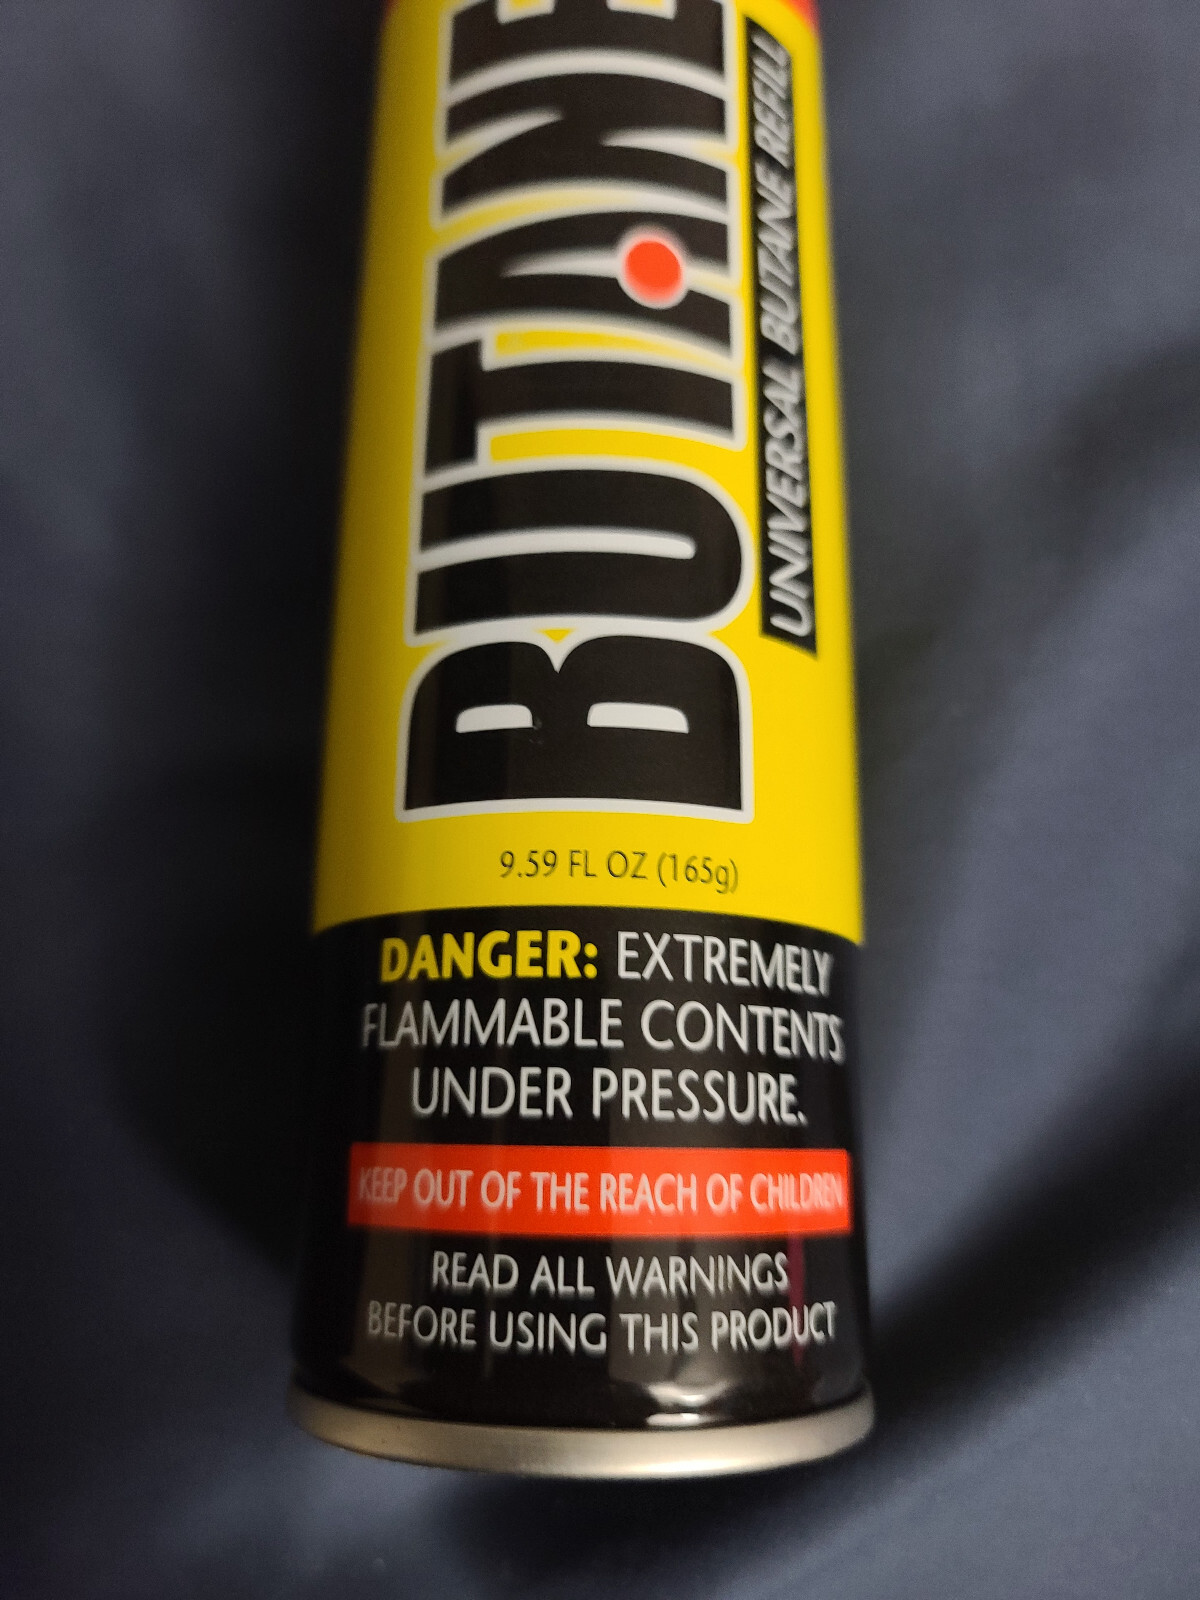 BUTANE
UNIVERSAL BUTANE REFILL
9.59 FL OZ (165g)
DANGER: EXTREMELY
FLAMMABLE CONTENTS
UNDER PRESSURE.
KEEP OUT OF THE REACH OF CHILDREN
READ ALL WARNINGS
BEFORE USING THIS PRODUCT